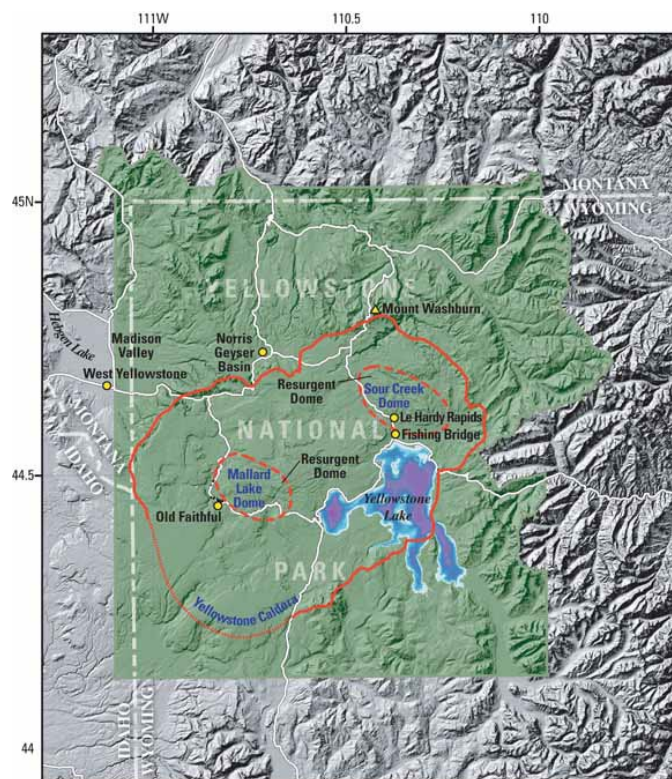 111W
110.5
110
45N
MONTANA
WYOMING
YELLOWSTONE
Mount Washburn
Hebgen Lake
Madison
Valley
Norris
Geyser
Basin
West Yellowstone
Resurgent
Dome
Sour Creek
Dome
Le Hardy Rapids
NATIONAL
Fishing Bridge
MONTANA
IDAHO
44.5
Resurgent
Dome
Mallard
Lake
Dome
Yellowstone
Lake
Old Faithful
PARK
Yellowstone Caldera
44
IDAHO
WYOMING